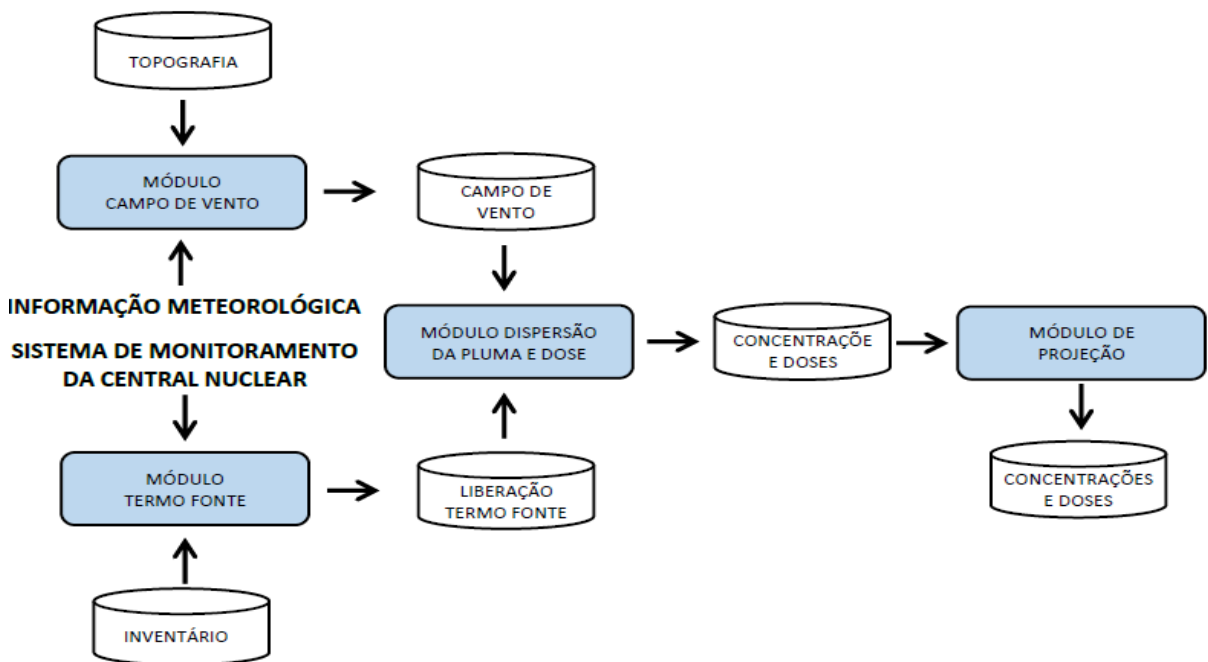 TOPOGRAFIA
MÓDULO
CAMPO DE VENTO
CAMPO DE
VENTO
INFORMAÇÃO METEOROLÓGICA
SISTEMA DE MONITORAMENTO
DA CENTRAL NUCLEAR
MÓDULO DISPERSÃO
DA PLUMA E DOSE
CONCENTRAÇÕE
E DOSES
MÓDULO DE
PROJEÇÃO
MÓDULO
TERMO FONTE
LIBERAÇÃO
TERMO FONTE
CONCENTRAÇÕES
E DOSES
INVENTÁRIO